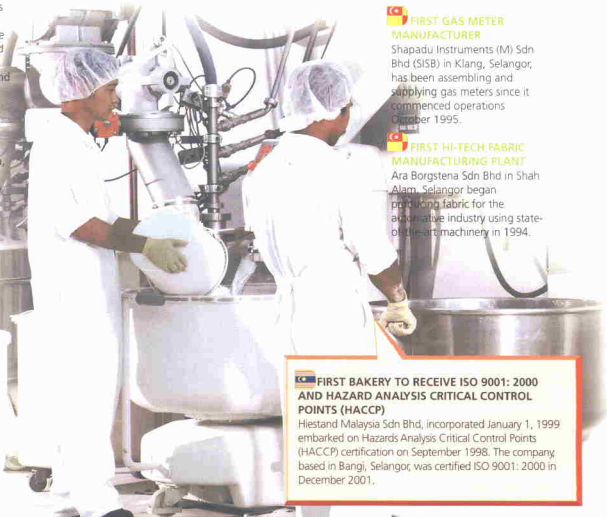 s
e
d
nd
FIRST GAS METER
MANUFACTURER
Shapadu Instruments (M) Sdn
Bhd (SISB) in Klang, Selangor,
has been assembling and
supplying gas meters since it
commenced operations
October 1995.
FIRST HI-TECH FABRIC
MANUFACTURING PLANT
Ara Borgstena Sdn Bhd in Shah
Alam, Selangor began
producing fabric for the
automative industry using state-
of-the-art machinery in 1994.
FIRST BAKERY TO RECEIVE ISO 9001: 2000
AND HAZARD ANALYSIS CRITICAL CONTROL
POINTS (HACCP)
Hiestand Malaysia Sdn Bhd, incorporated January 1, 1999
embarked on Hazards Analysis Critical Control Points
(HACCP) certification on September 1998. The company,
based in Bangi, Selangor, was certified ISO 9001: 2000 in
December 2001.